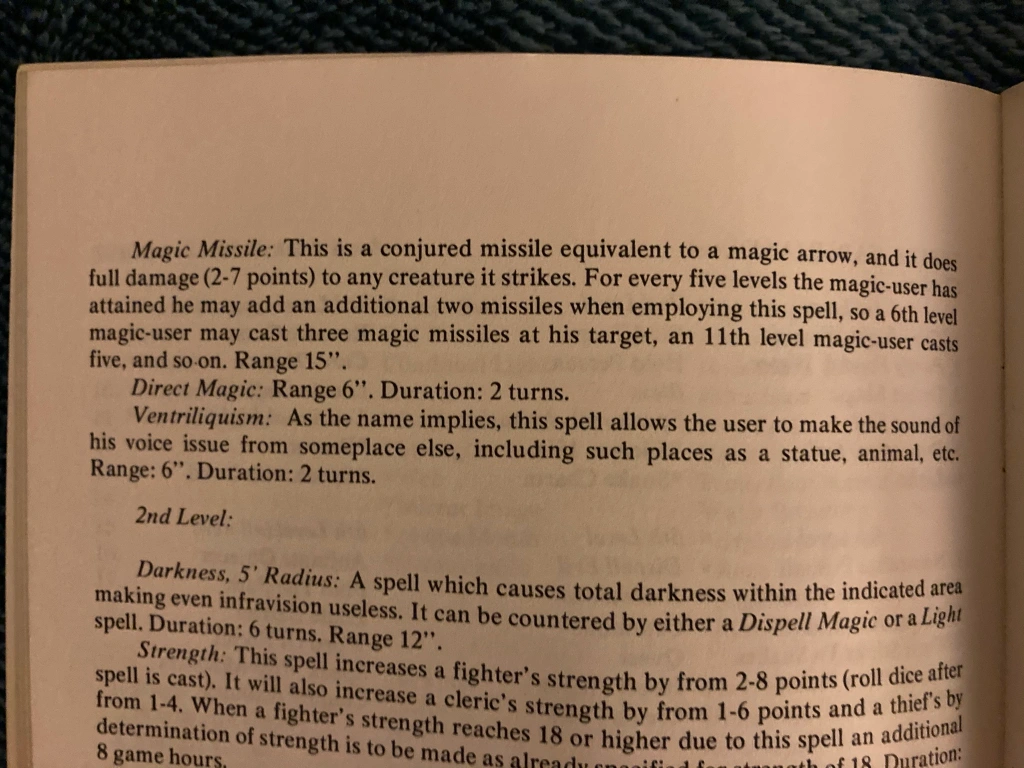 Magic Missile: This is a conjured missile equivalent to a magic arrow, and it does
full damage (2-7 points) to any creature it strikes. For every five levels the magic-user has
attained he may add an additional two missiles when employing this spell, so a 6th level
magic-user may cast three magic missiles at his target, an 11th level magic-user casts
five, and so on. Range 15".
Direct Magic: Range 6". Duration: 2 turns.
Ventriliquism: As the name implies, this spell allows the user to make the sound of
his voice issue from someplace else, including such places as a statue, animal, etc.
Range: 6". Duration: 2 turns.
2nd Level:
Darkness, 5' Radius: A spell which causes total darkness within the indicated area
making even infravision useless. It can be countered by either a Dispell Magic or a Light
spell. Duration: 6 turns. Range 12".
Strength: This spell increases a fighter's strength by from 2-8 points (roll dice after
spell is cast). It will also increase a cleric's strength by from 1-6 points and a thief's by
from 1-4. When a fighter's strength reaches 18 or higher due to this spell an additional
determination of strength is to be made as already specified for strength of 18. Duration:
8 game hours.